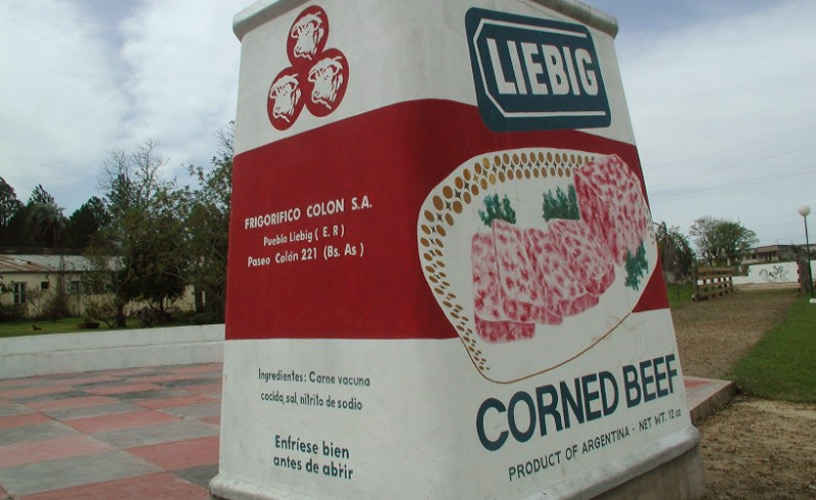 LIEBIG
FRIGORIFICO COLON S.A.
Pueblo Liebig ( E. R )
Paseo Colón 221 (Bs. As )
Ingredientes: Carne vacuna
cocida, sal, nitrito de sodio
Enfríese bien
antes de abrir
CORNED BEEF
PRODUCT OF ARGENTINA - NET WT. 12 oz